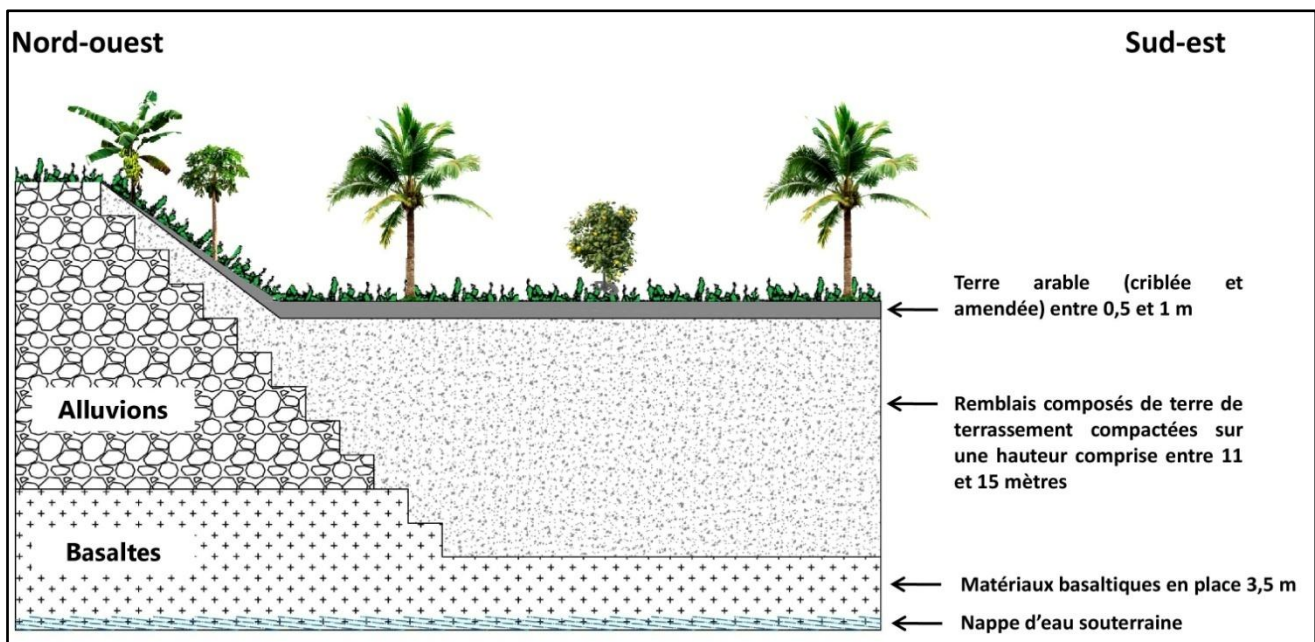 Nord-ouest
Sud-est
Terre arable (criblée et
amendée) entre 0,5 et 1 m
Alluvions
Remblais composés de terre de
terrassement compactées sur
une hauteur comprise entre 11
et 15 mètres
Basaltes
Matériaux basaltiques en place 3,5 m
Nappe d'eau souterraine